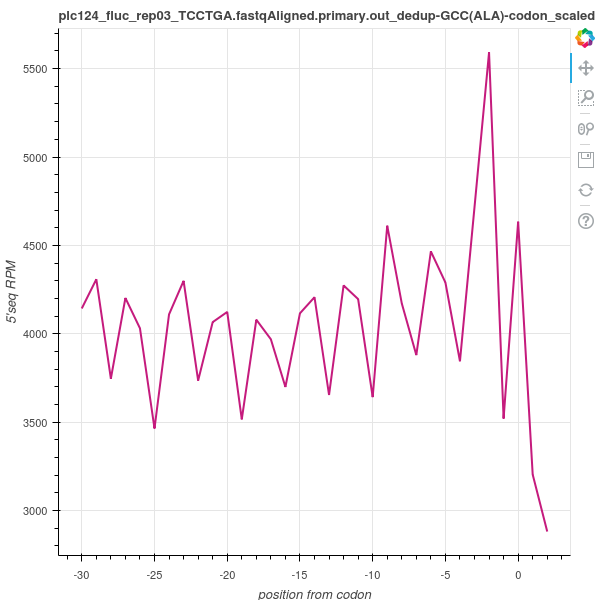 plc124_fluc_rep03_TCCTGA.fastqAligned.primary.out_dedup-GCC(ALA)-codon_scaled
5500
5000
4500
4000
3500
3000
5'seq RPM
-30 -25 -20 -15 -10 -5 0
position from codon